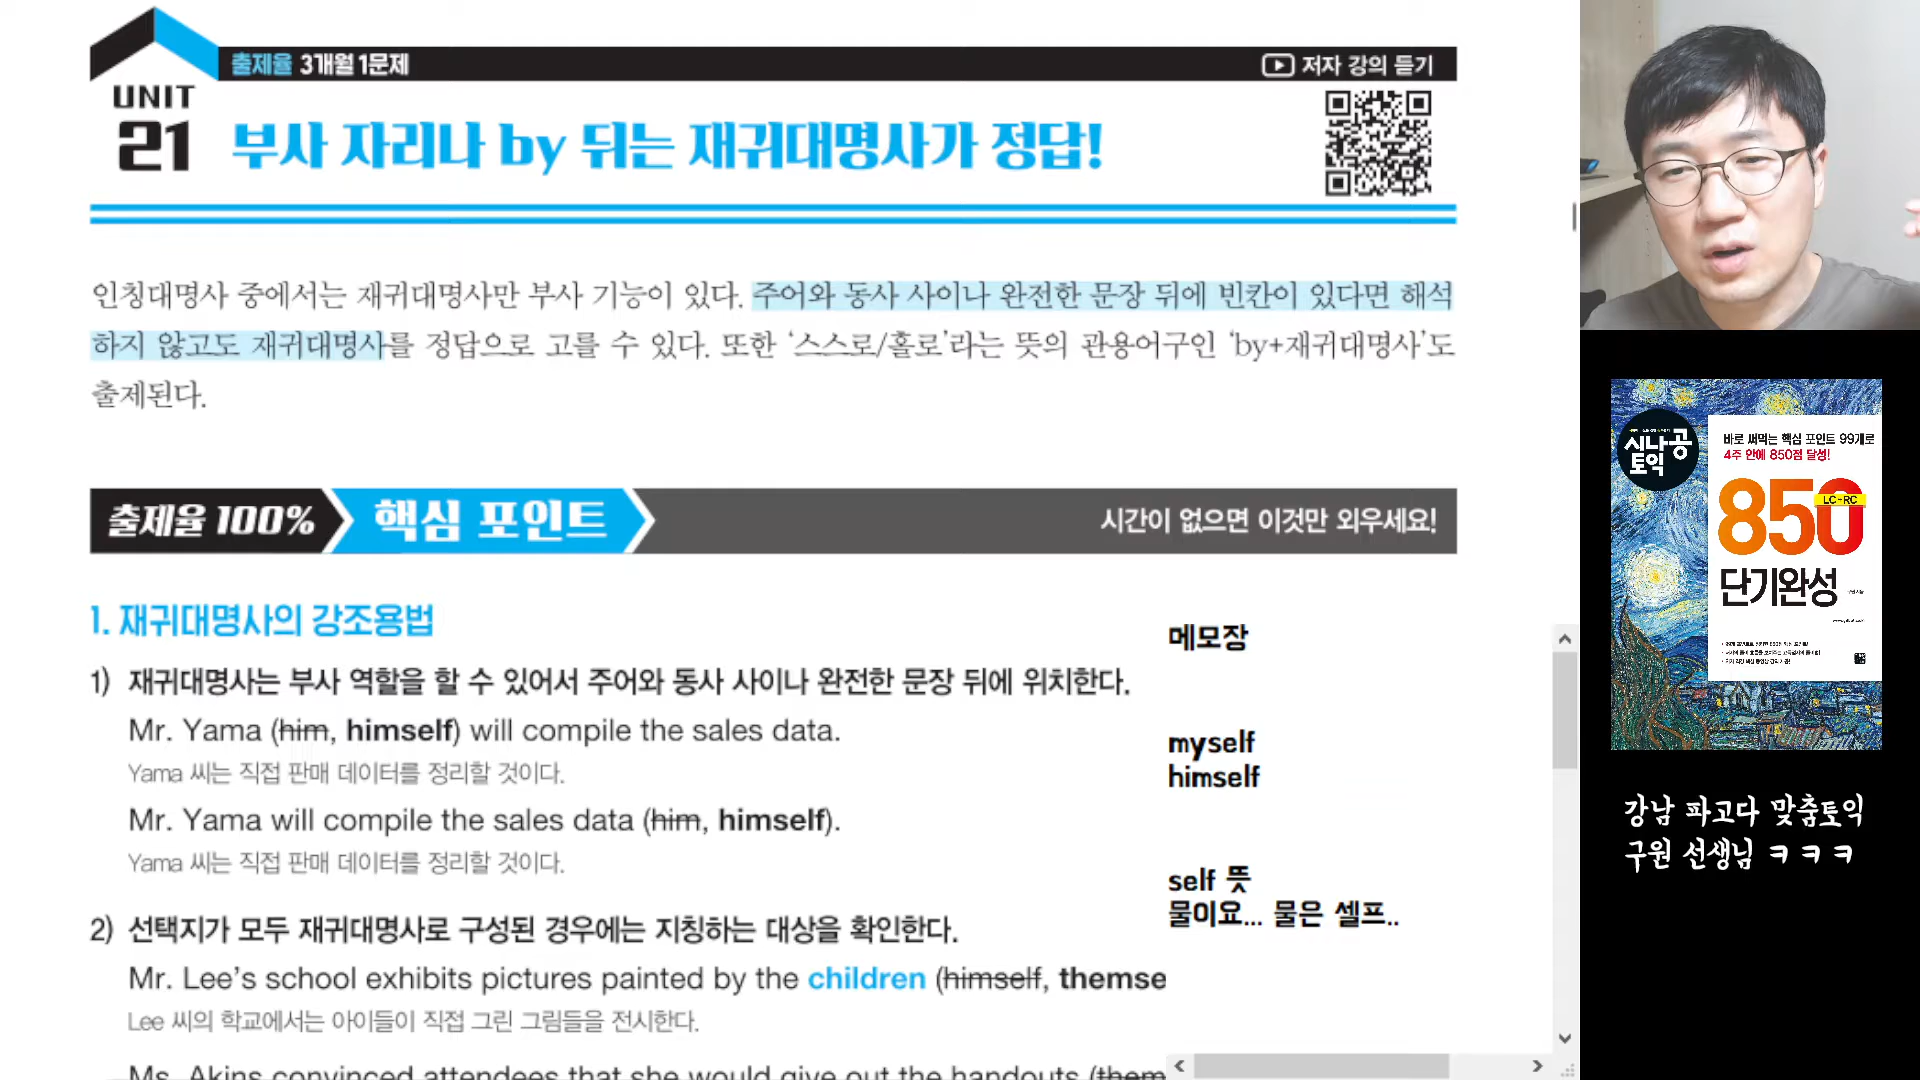 출제율 3개월 1문제
저자 강의 듣기
UNIT
21
부사 자리나 by 뒤는 재귀대명사가 정답!
인칭대명사 중에서는 재귀대명사만 부사 기능이 있다. 주어와 동사 사이나 완전한 문장 뒤에 빈칸이 있다면 해석
하지 않고도 재귀대명사를 정답으로 고를 수 있다. 또한 ‘스스로/홀로’라는 뜻의 관용어구인 ‘by+재귀대명사’도
출제된다.
출제율 100% 핵심 포인트
시간이 없으면 이것만 외우세요!
1. 재귀대명사의 강조용법
1) 재귀대명사는 부사 역할을 할 수 있어서 주어와 동사 사이나 완전한 문장 뒤에 위치한다.
Mr. Yama (him, himself) will compile the sales data.
Yama 씨는 직접 판매 데이터를 정리할 것이다.
Mr. Yama will compile the sales data (him, himself).
Yama 씨는 직접 판매 데이터를 정리할 것이다.
2) 선택지가 모두 재귀대명사로 구성된 경우에는 지칭하는 대상을 확인한다.
Mr. Lee’s school exhibits pictures painted by the children (himself, themse
Lee 씨의 학교에서는 아이들이 직접 그린 그림들을 전시한다.
Ms. Akins convinced attendees that she would give out the handouts (them
메모장
myself
himself
self 뜻
물이요... 물은 셀프..
시나공
토익
바로 써먹는 핵심 포인트 99개로
4주 안에 850점 달성!
850
LC+RC
단기완성
강남 파고다 맞춤토익
구원 선생님 ㅋㅋㅋ